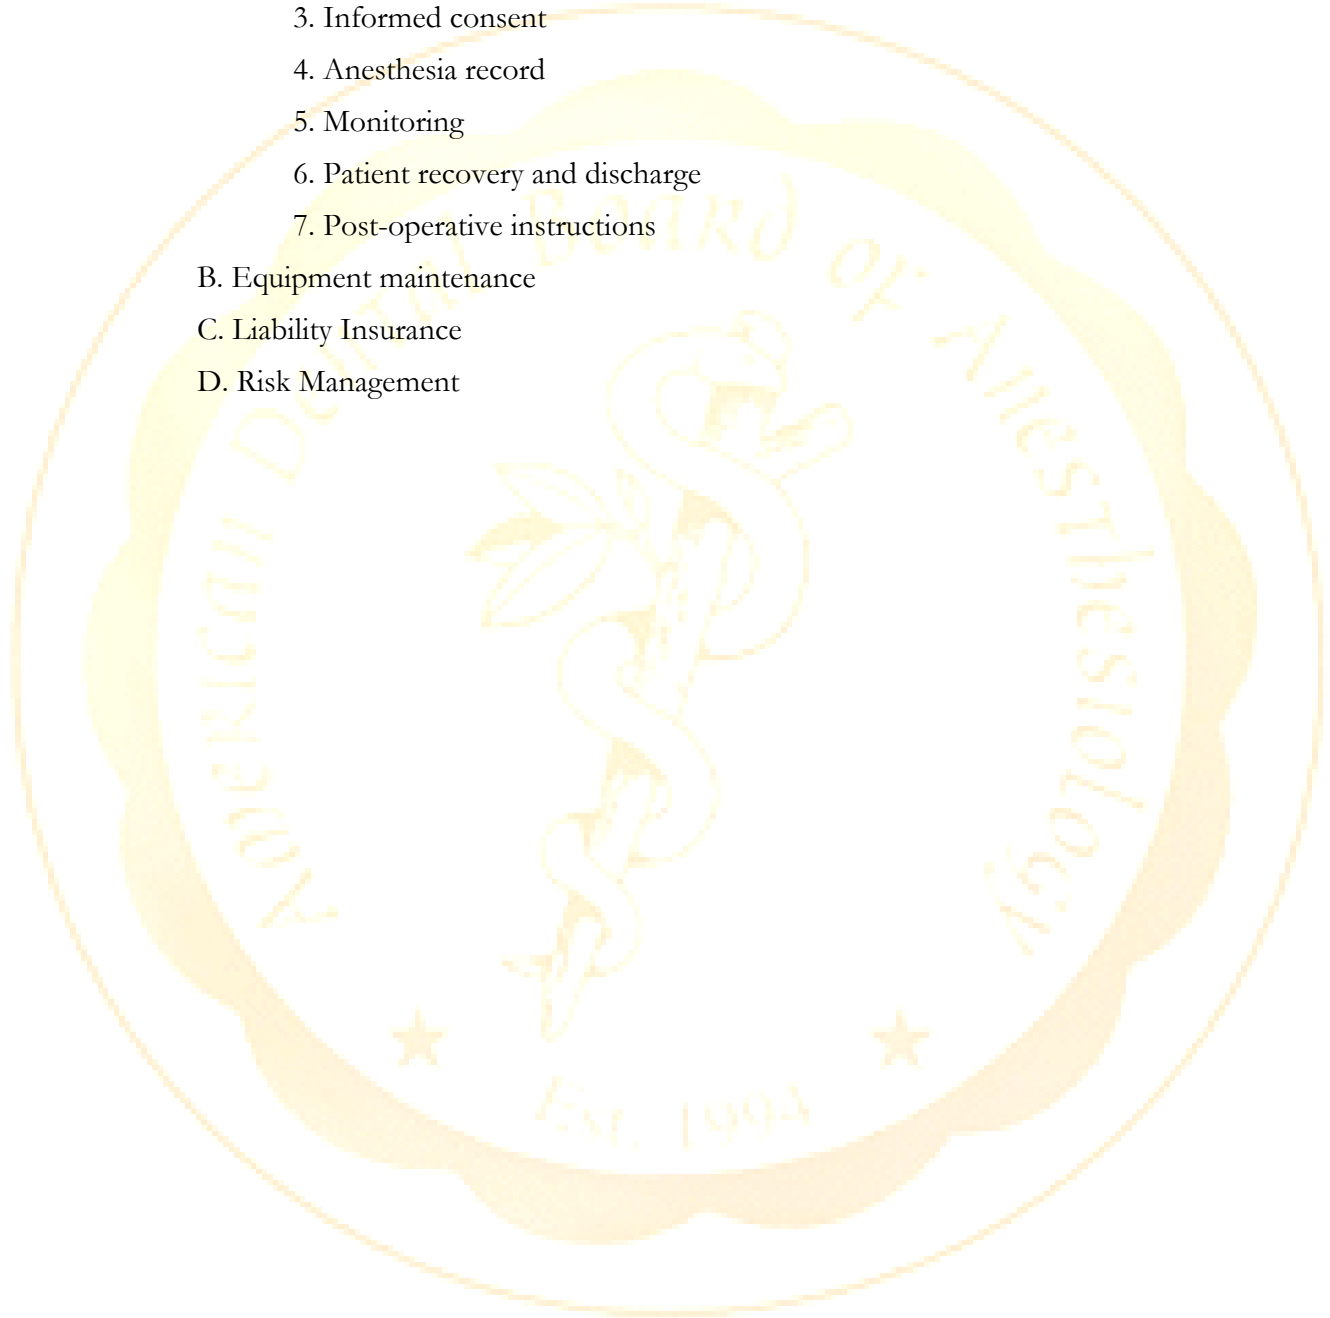 3. Informed consent
4. Anesthesia record
5. Monitoring
6. Patient recovery and discharge
7. Post-operative instructions
B. Equipment maintenance
C. Liability Insurance
D. Risk Management
American Dental Board of Anesthesiology
Est. 1994